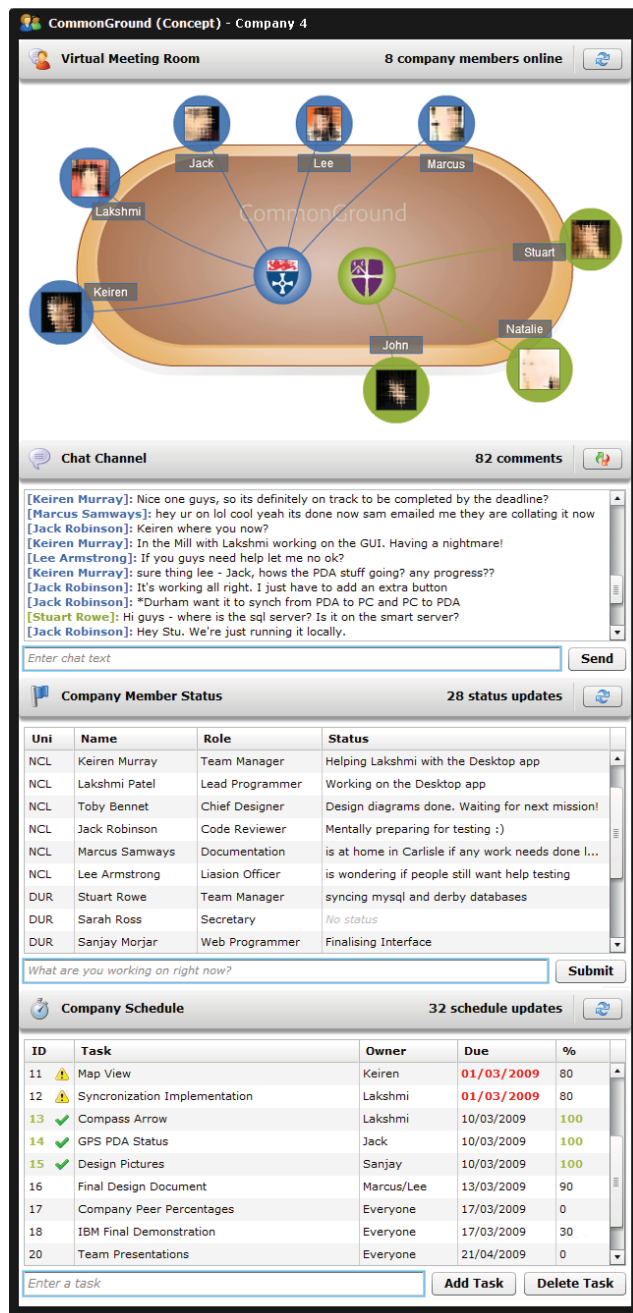 CommonGround (Concept) - Company 4
Virtual Meeting Room 8 company members online
Jack
Lee
Marcus
Lakshmi
CommonGround
Stuart
Keiren
Natalie
John
Chat Channel 82 comments
[Keiren Murray]: Nice one guys, so its definitely on track to be completed by the deadline?
[Marcus Samways]: hey ur on lol cool yeah its done now sam emailed me they are collating it now
[Jack Robinson]: Keiren where you now?
[Keiren Murray]: In the Mill with Lakshmi working on the GUI. Having a nightmare!
[Lee Armstrong]: If you guys need help let me no ok?
[Keiren Murray]: sure thing lee - Jack, hows the PDA stuff going? any progress??
[Jack Robinson]: It's working all right. I just have to add an extra button
[Jack Robinson]: *Durham want it to synch from PDA to PC and PC to PDA
[Stuart Rowe]: Hi guys - where is the sql server? Is it on the smart server?
[Jack Robinson]: Hey Stu. We're just running it locally.
Enter chat text Send
Company Member Status 28 status updates
Uni Name Role Status
NCL Keiren Murray Team Manager Helping Lakshmi with the Desktop app
NCL Lakshmi Patel Lead Programmer Working on the Desktop app
NCL Toby Bennet Chief Designer Design diagrams done. Waiting for next mission!
NCL Jack Robinson Code Reviewer Mentally preparing for testing :)
NCL Marcus Samways Documentation is at home in Carlisle if any work needs done l...
NCL Lee Armstrong Liasion Officer is wondering if people still want help testing
DUR Stuart Rowe Team Manager syncing mysql and derby databases
DUR Sarah Ross Secretary No status
DUR Sanjay Morjar Web Programmer Finalising Interface
What are you working on right now? Submit
Company Schedule 32 schedule updates
ID Task Owner Due %
11 Map View Keiren 01/03/2009 80
12 Syncronization Implementation Lakshmi 01/03/2009 80
13 Compass Arrow Lakshmi 10/03/2009 100
14 GPS PDA Status Jack 10/03/2009 100
15 Design Pictures Sanjay 10/03/2009 100
16 Final Design Document Marcus/Lee 13/03/2009 90
17 Company Peer Percentages Everyone 17/03/2009 0
18 IBM Final Demonstration Everyone 17/03/2009 30
20 Team Presentations Everyone 21/04/2009 0
Enter a task Add Task Delete Task